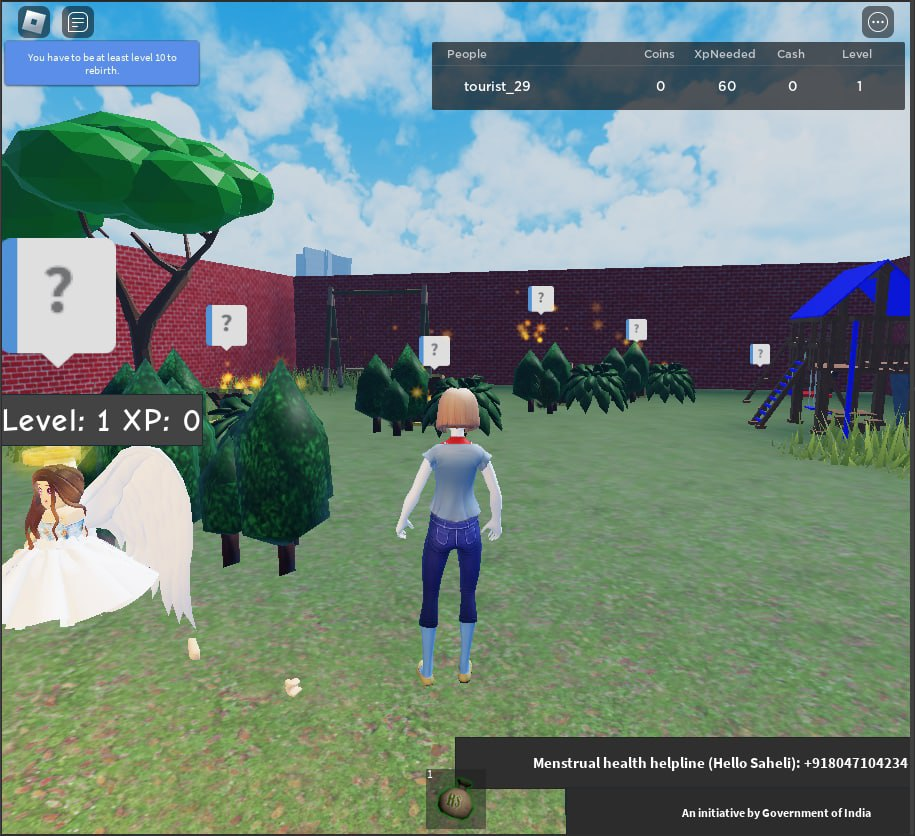 You have to be at least level 10 to
rebirth.
People Coins XpNeeded Cash Level
tourist_29 0 60 0 1
?
?
?
?
?
?
Level: 1 XP: 0
Menstrual health helpline (Hello Saheli): +918047104234
1
HS
An initiative by Government of India